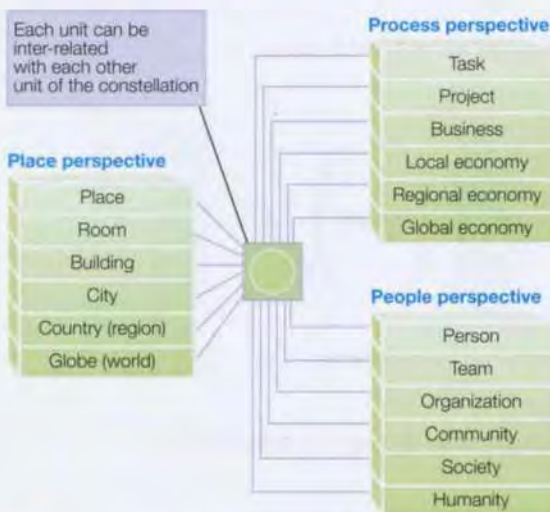 Each unit can be
inter-related
with each other
unit of the constellation
Place perspective
Place
Room
Building
City
Country (region)
Globe (world)
Process perspective
Task
Project
Business
Local economy
Regional economy
Global economy
People perspective
Person
Team
Organization
Community
Society
Humanity